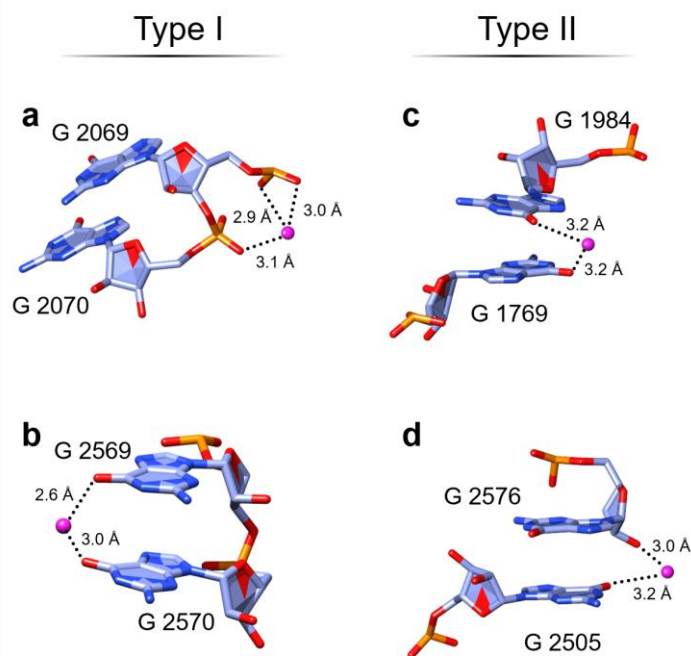 Type I
Type II
a
G 2069
2.9 Å
3.0 Å
3.1 Å
G 2070
c
G 1984
3.2 Å
3.2 Å
G 1769
b
G 2569
2.6 Å
3.0 Å
G 2570
d
G 2576
3.0 Å
3.2 Å
G 2505